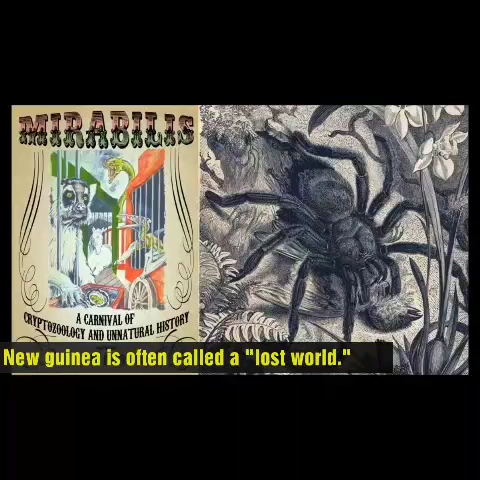 MIRABILIS
A CARNIVAL OF
CRYPTOZOOLOGY AND UNNATURAL HISTORY
New guinea is often called a "lost world."